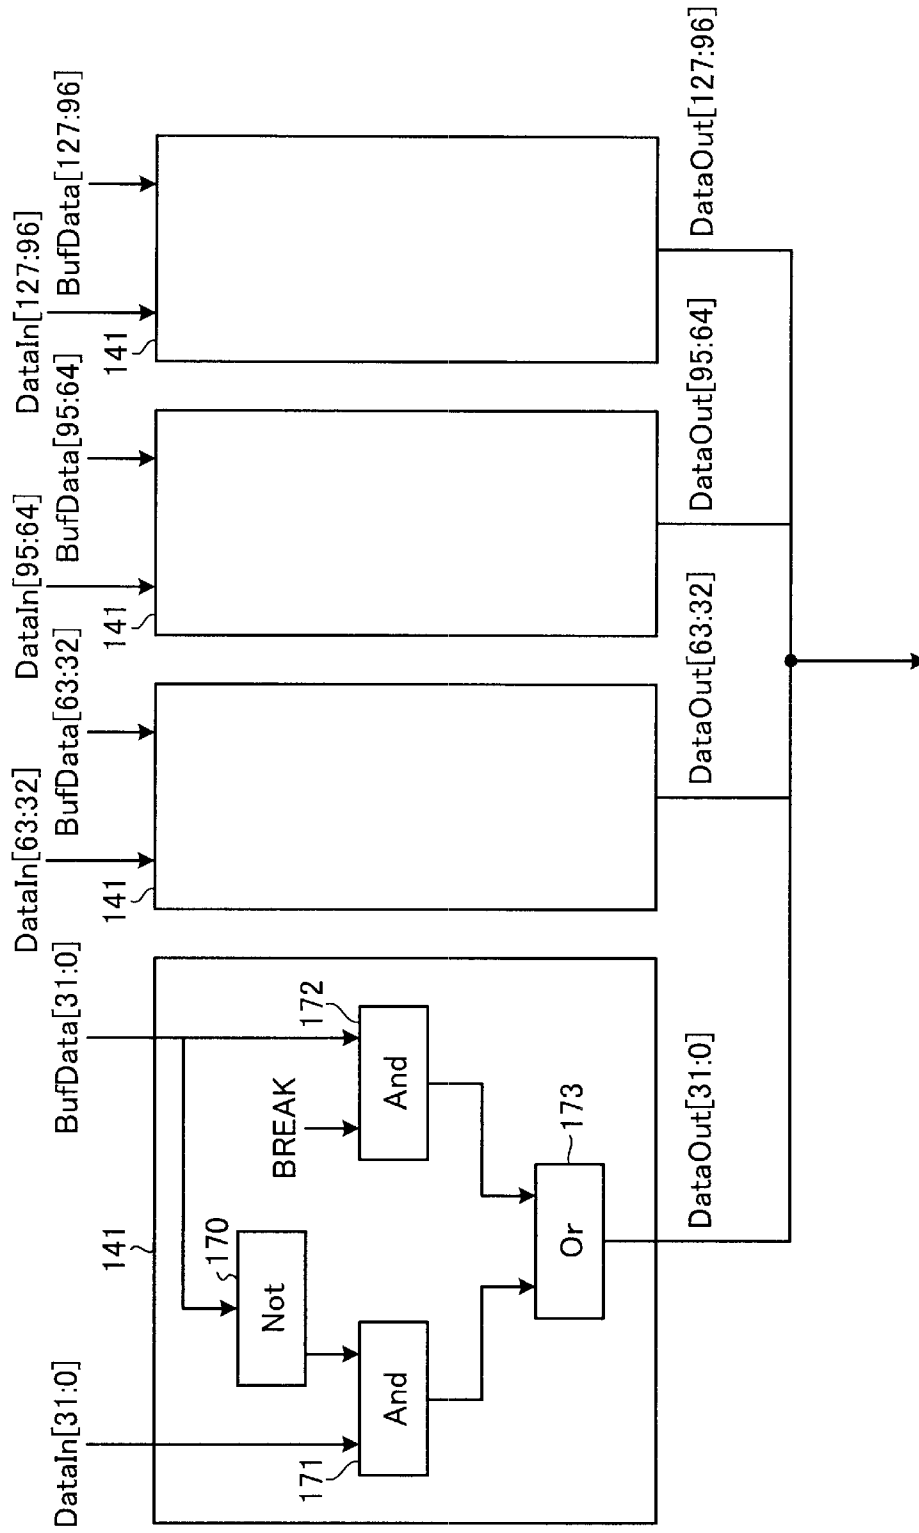 DataIn[31:0]
BufData[31:0]
DataIn[63:32]
BufData[63:32]
DataIn[95:64]
BufData[95:64]
DataIn[127:96]
BufData[127:96]
141
141
141
141
170
Not
BREAK
172
And
171
And
173
Or
DataOut[31:0]
DataOut[63:32]
DataOut[95:64]
DataOut[127:96]